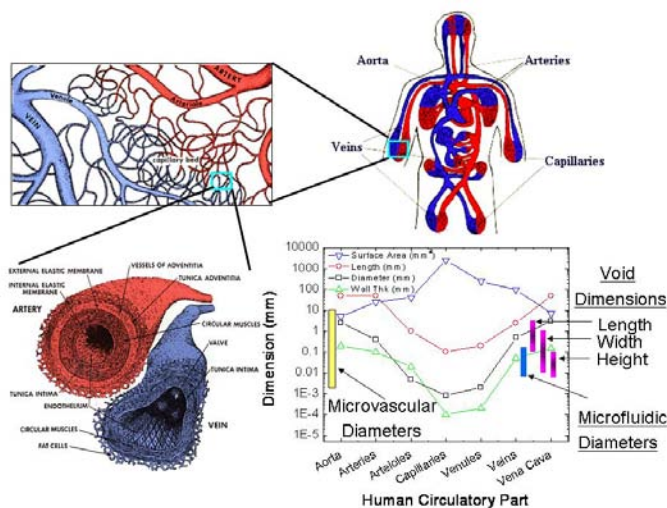 Aorta
Arteries
Veins
Capillaries
VEIN
Venule
ARTERY
Arteriole
capillary bed
EXTERNAL ELASTIC MEMBRANE
INTERNAL ELASTIC MEMBRANE
VESSELS OF ADVENTITIA
TUNICA ADVENTITIA
ARTERY
CIRCULAR MUSCLES
VALVE
TUNICA INTIMA
TUNICA INTIMA
ENDOTHELIUM
VEIN
CIRCULAR MUSCLES
FAT CELLS
Dimension (mm)
10000
1000
100
10
1
0.1
0.01
1E-3
1E-4
1E-5
Surface Area (mm²)
Length (mm)
Diameter (mm)
Wall Thk (mm)
Microvascular
Diameters
Void
Dimensions
Length
Width
Height
Microfluidic
Diameters
Aorta
Arteries
Arteioles
Capillaries
Venules
Veins
Vena Cava
Human Circulatory Part